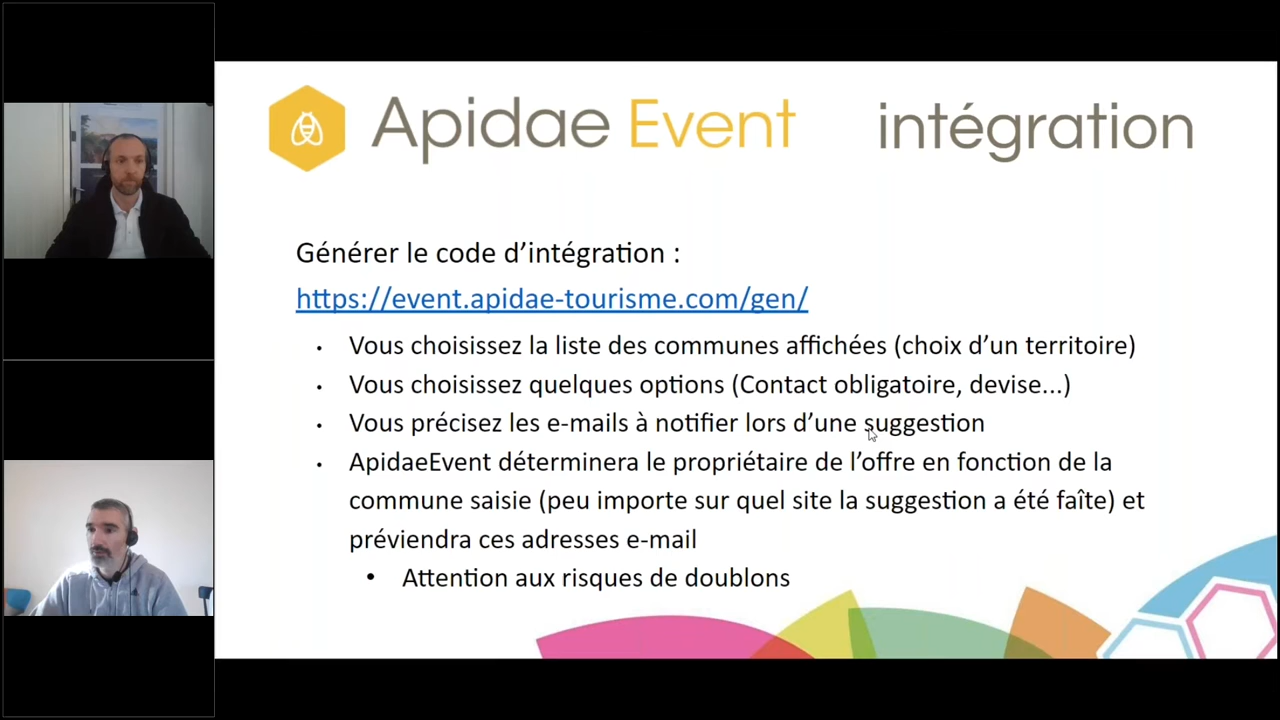 Apidae Event intégration
Générer le code d’intégration :
https://event.apidae-tourisme.com/gen/
• Vous choisissez la liste des communes affichées (choix d’un territoire)
• Vous choisissez quelques options (Contact obligatoire, devise...)
• Vous précisez les e-mails à notifier lors d’une suggestion
• ApidaeEvent déterminera le propriétaire de l’offre en fonction de la
commune saisie (peu importe sur quel site la suggestion a été faîte) et
préviendra ces adresses e-mail
• Attention aux risques de doublons